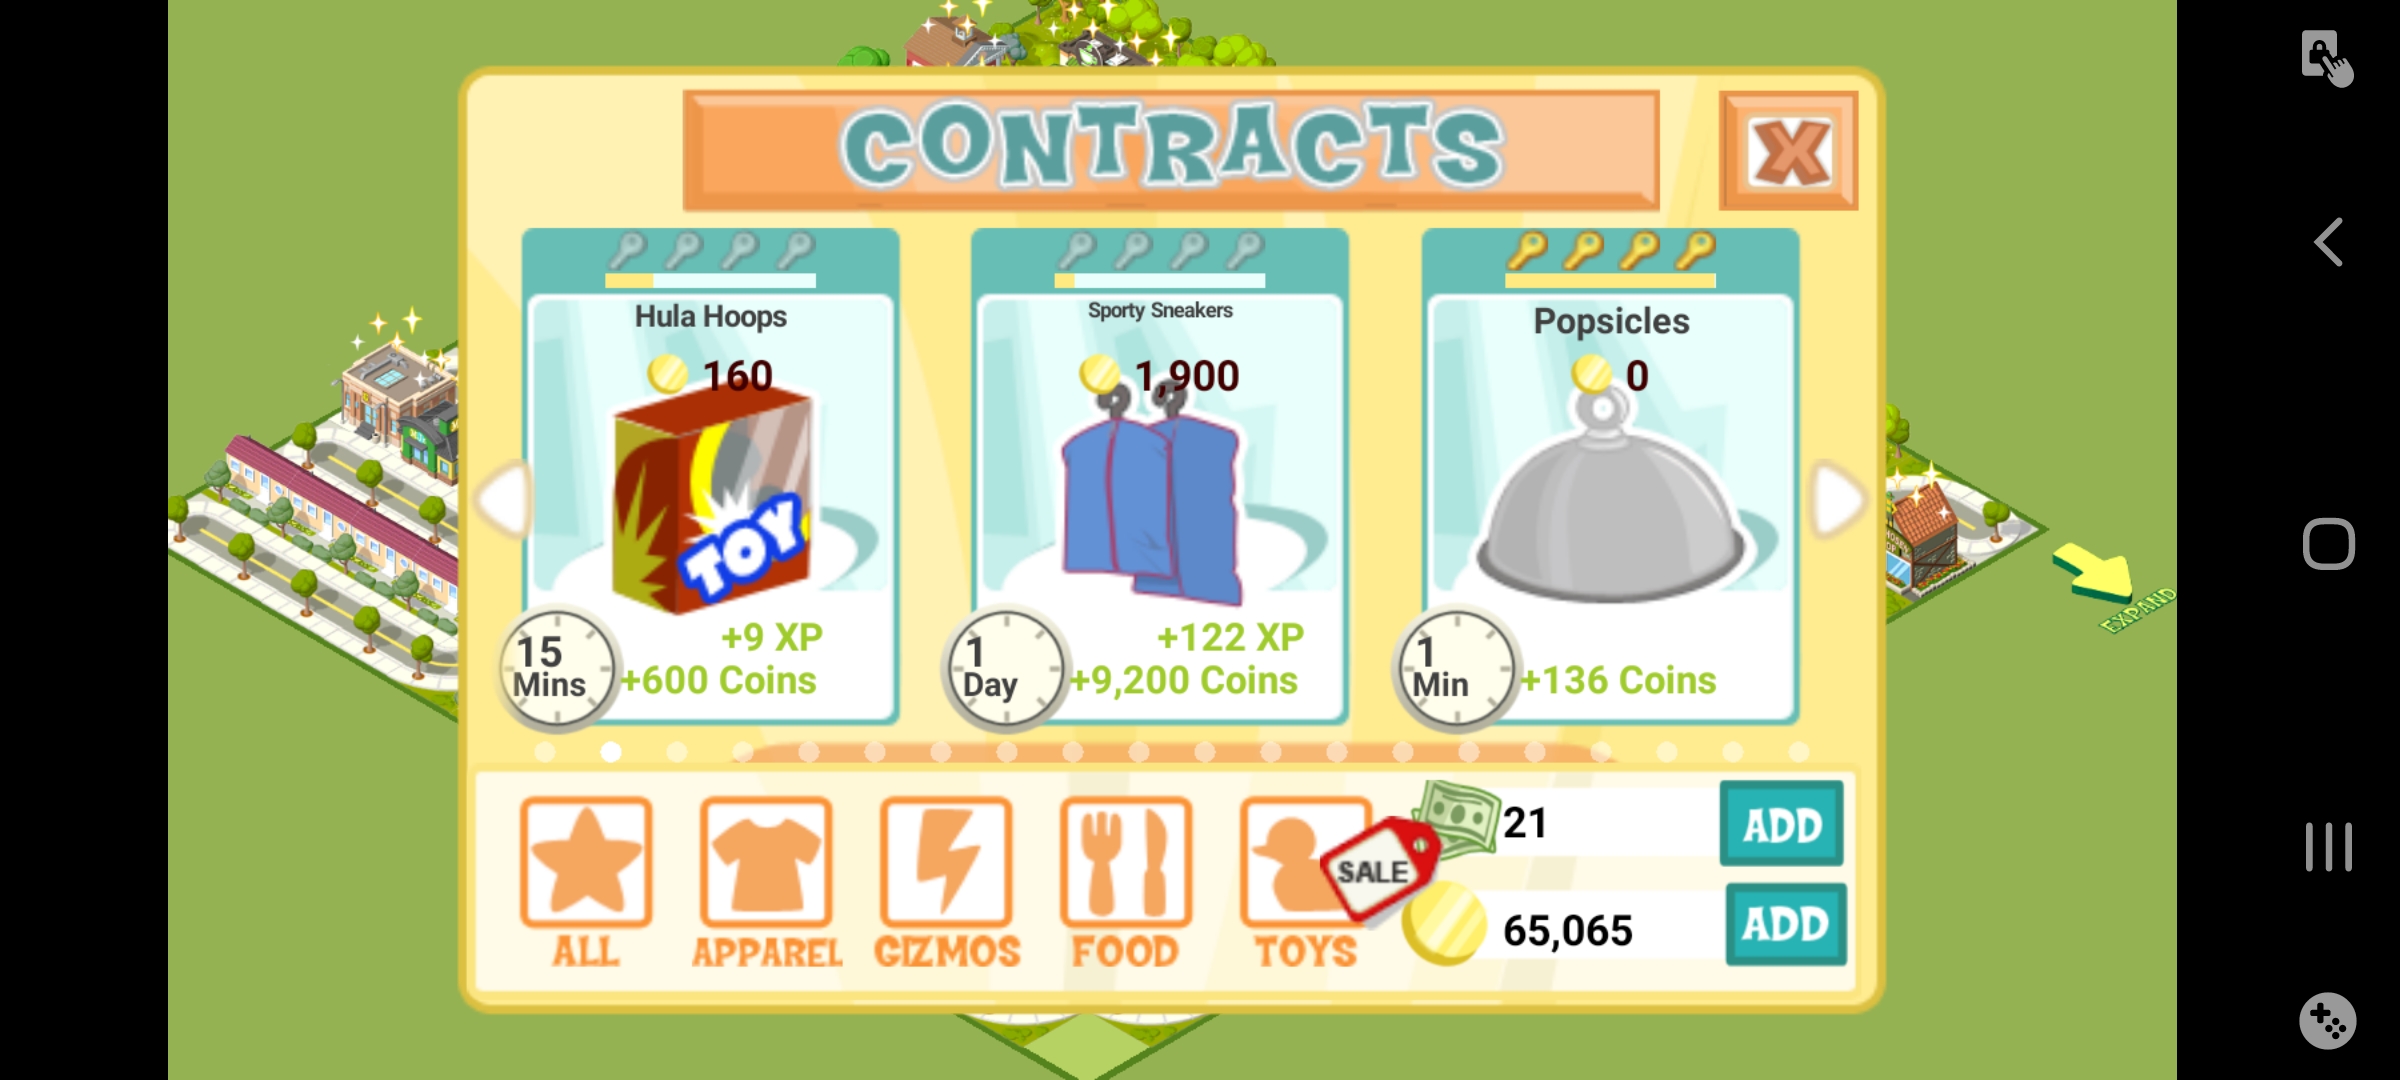 CONTRACTS
X
Hula Hoops
160
TOY
15
Mins
+9 XP
+600 Coins
Sporty Sneakers
1,900
1
Day
+122 XP
+9,200 Coins
Popsicles
0
1
Min
+136 Coins
EXPAND
ALL
APPAREL
GIZMOS
FOOD
TOYS
SALE
21
ADD
65,065
ADD